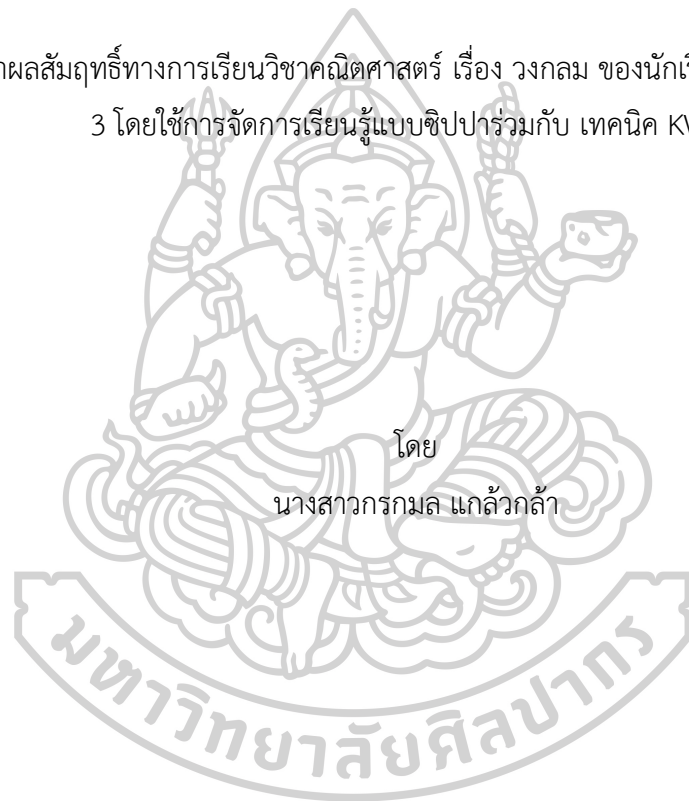 ผลสัมฤทธิ์ทางการเรียนวิชาคณิตศาสตร์ เรื่อง วงกลม ของนักเรี
3 โดยใช้การจัดการเรียนรู้แบบซิปปาร่วมกับ เทคนิค KW
โดย
นางสาวกรกมล แกล้วกล้า
มหาวิทยาลัยศิลปากร